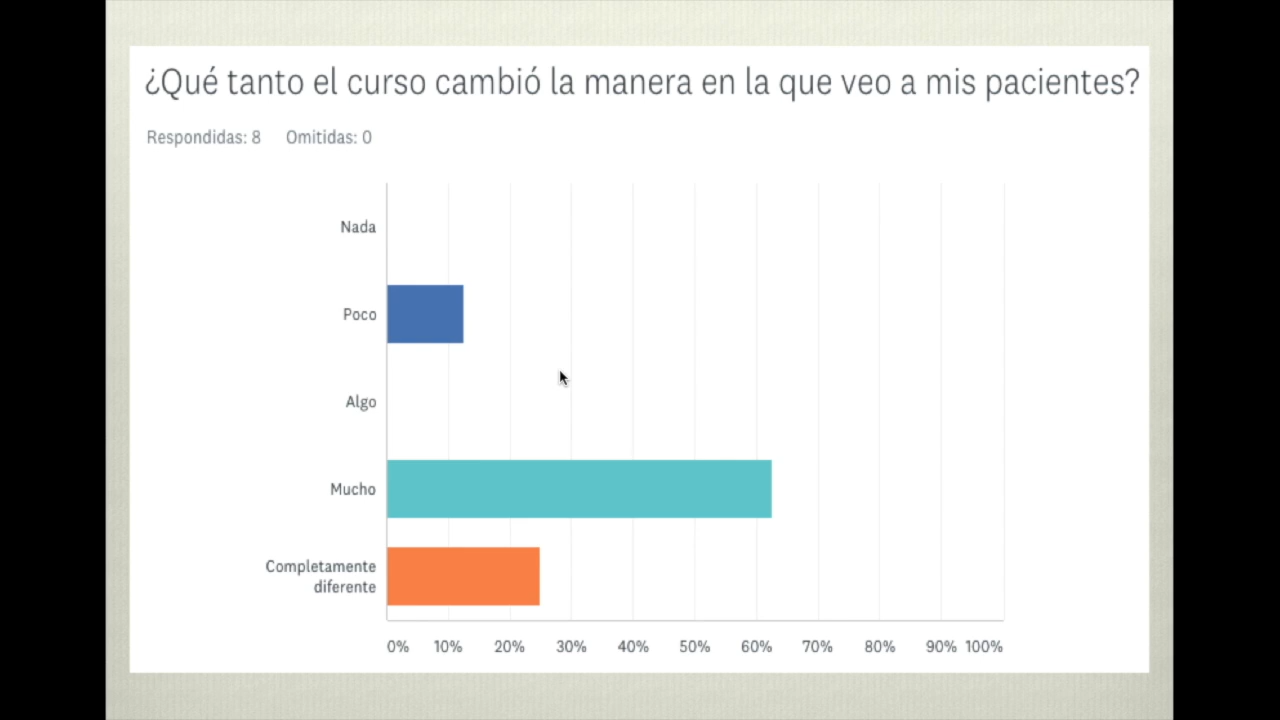 ¿Qué tanto el curso cambió la manera en la que veo a mis pacientes?
Respondidas: 8 Omitidas: 0
Nada
Poco
Algo
Mucho
Completamente
diferente
0% 10% 20% 30% 40% 50% 60% 70% 80% 90% 100%